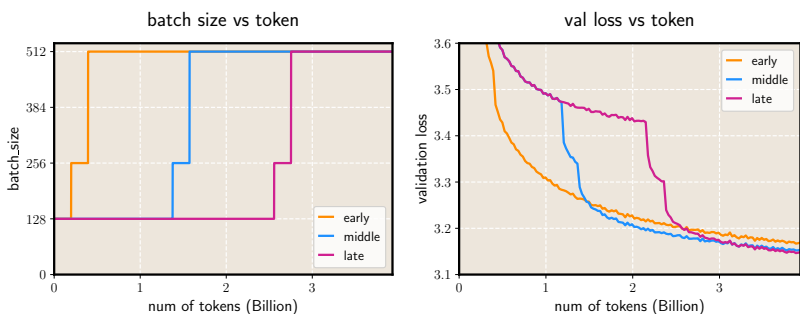 batch size vs token
512
384
256
128
0
batch_size
0
1
2
3
num of tokens (Billion)
early
middle
late
val loss vs token
3.6
3.5
3.4
3.3
3.2
3.1
validation loss
0
1
2
3
num of tokens (Billion)
early
middle
late